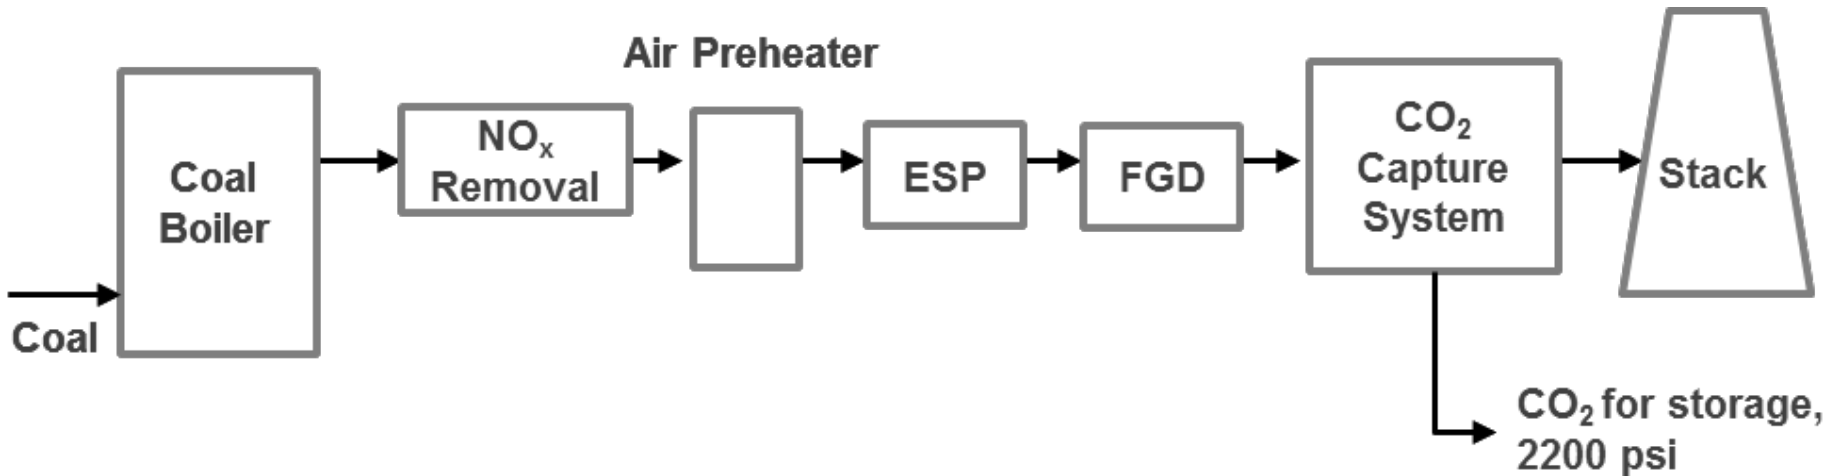 Air Preheater
Coal
Boiler
Coal
NOx
Removal
ESP
FGD
CO2
Capture
System
Stack
CO2 for storage,
2200 psi